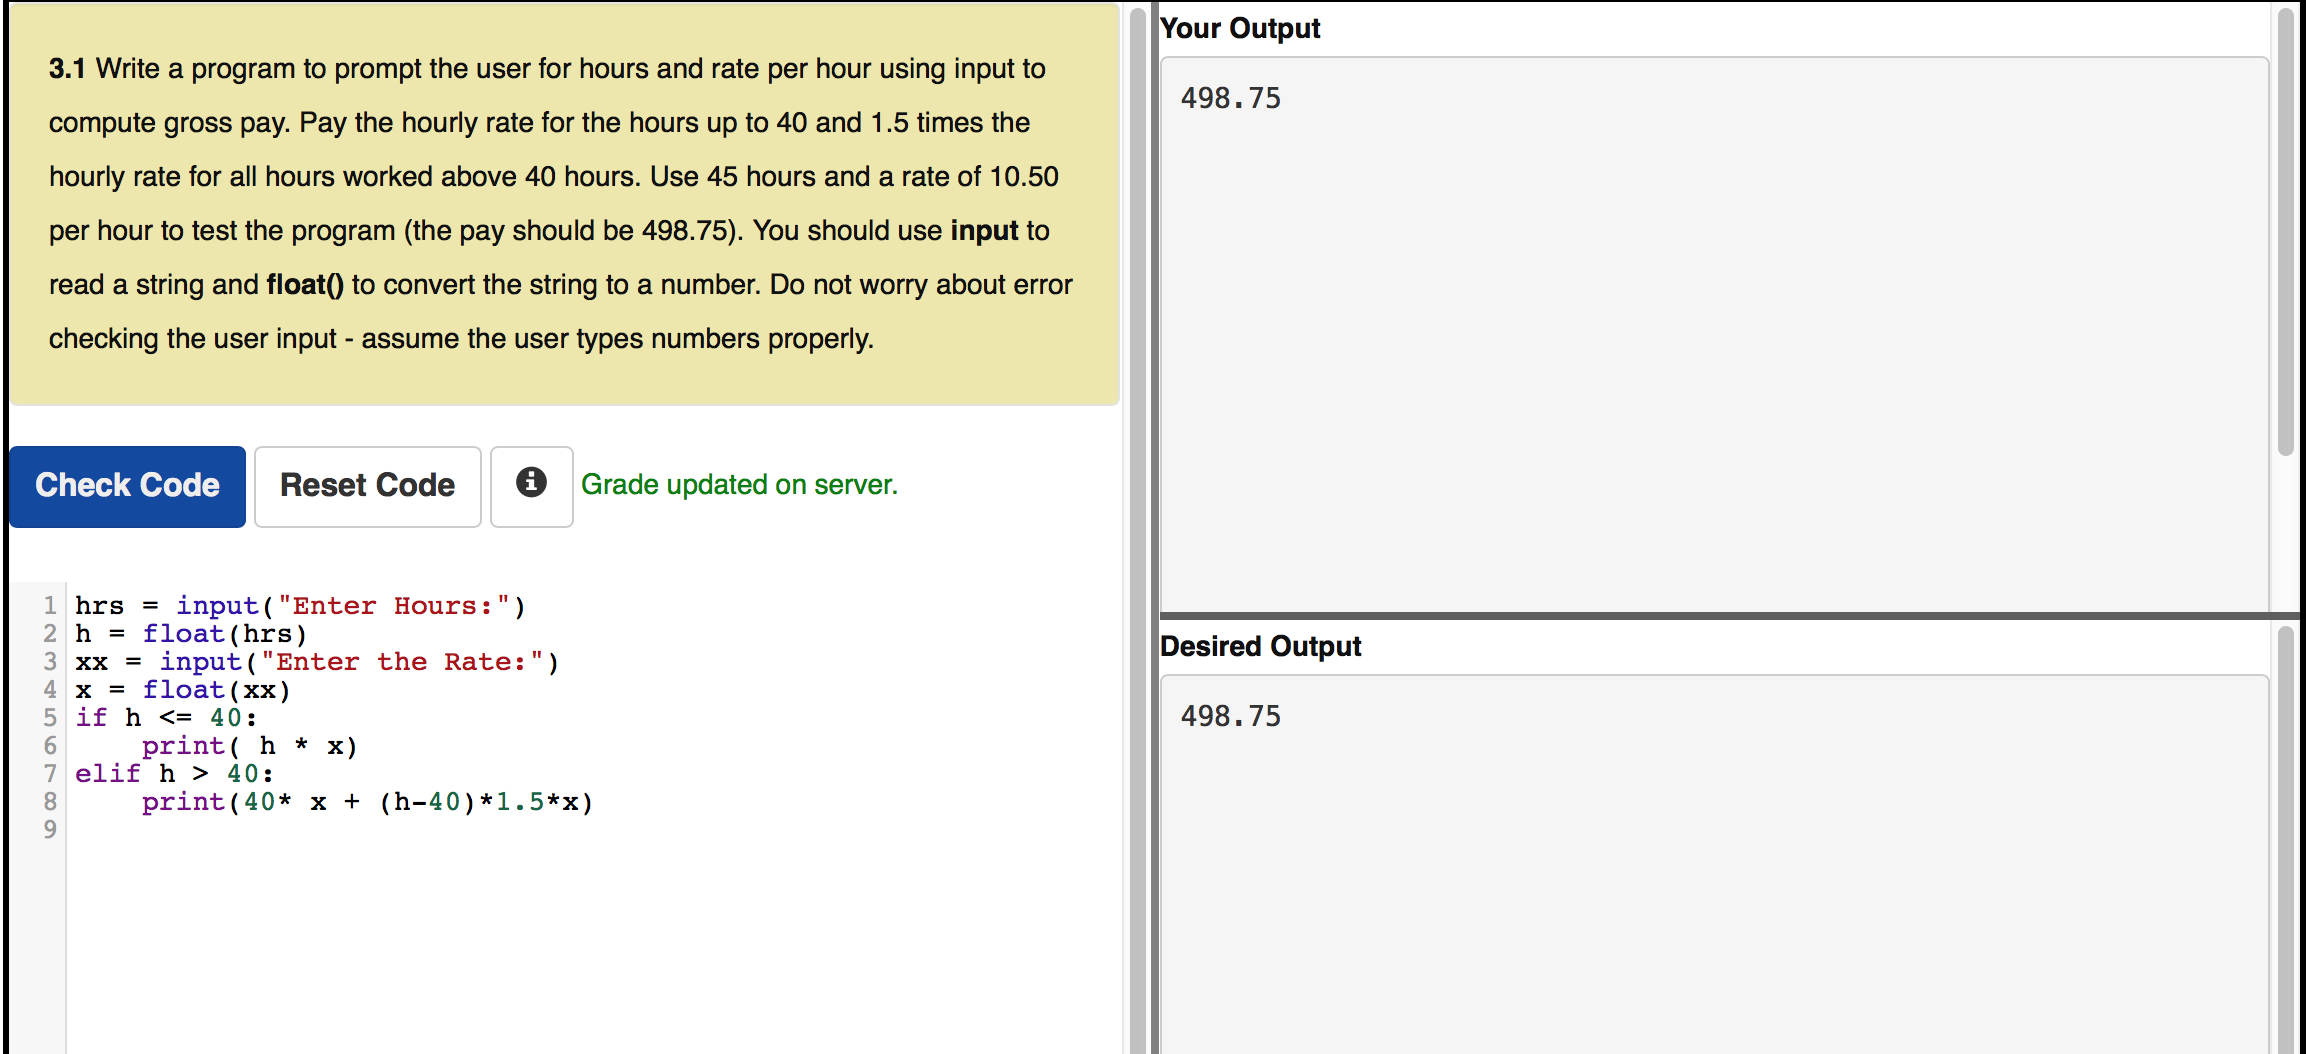 3.1 Write a program to prompt the user for hours and rate per hour using input to
compute gross pay. Pay the hourly rate for the hours up to 40 and 1.5 times the
hourly rate for all hours worked above 40 hours. Use 45 hours and a rate of 10.50
per hour to test the program (the pay should be 498.75). You should use input to
read a string and float() to convert the string to a number. Do not worry about error
checking the user input - assume the user types numbers properly.
Check Code
Reset Code
Grade updated on server.
1 hrs = input("Enter Hours:")
2 h = float(hrs)
3 xx = input("Enter the Rate:")
4 x = float(xx)
5 if h <= 40:
6     print( h * x)
7 elif h > 40:
8     print(40* x + (h-40)*1.5*x)
9
Your Output
498.75
Desired Output
498.75